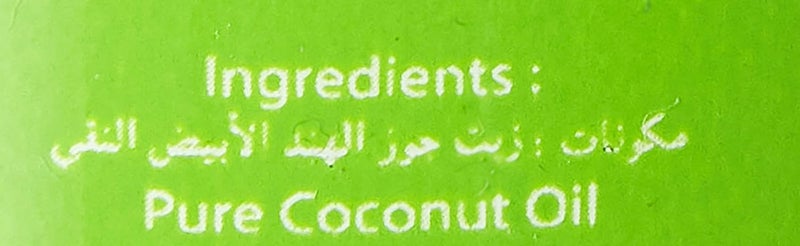 Ingredients :
مكونات : زيت جوز الهند الأبيض النقي
Pure Coconut Oil